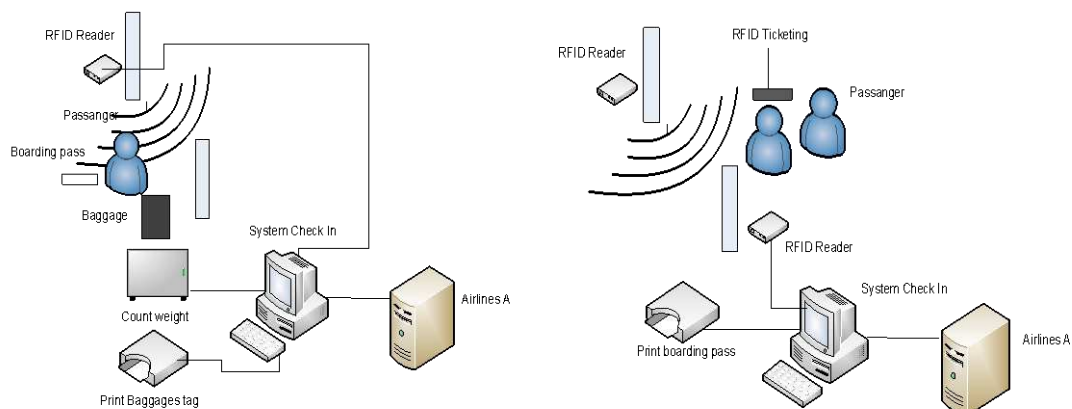 RFID Reader
Passanger
Boarding pass
Baggage
System Check In
Airlines A
Count weight
Print Baggages tag
RFID Ticketing
RFID Reader
Passanger
RFID Reader
System Check In
Print boarding pass
Airlines A